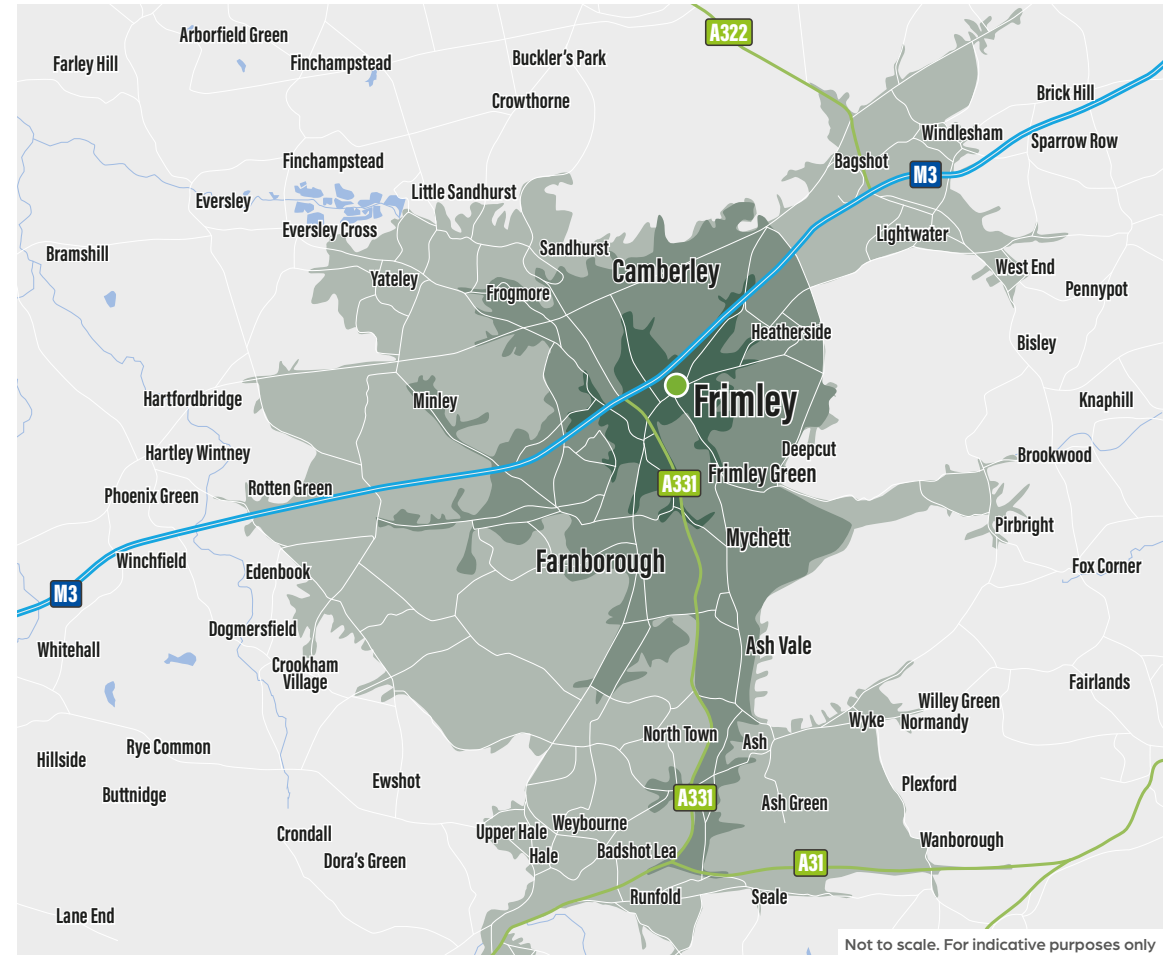 A322
Arborfield Green
Farley Hill
Finchampstead
Buckler's Park
Crowthorne
Brick Hill
Windlesham
Sparrow Row
Bagshot
M3
Finchampstead
Little Sandhurst
Eversley
Eversley Cross
Lightwater
Sandhurst
Bramshill
Camberley
West End
Yateley
Pennypot
Frogmore
Heatherside
Bisley
Hartfordbridge
Minley
Frimley
Knaphill
Hartley Wintney
Deepcut
Brookwood
Frimley Green
A331
Rotten Green
Phoenix Green
Pirbright
Mychett
Winchfield
Farnborough
Fox Corner
Edenbook
M3
Dogmersfield
Whitehall
Ash Vale
Crookham
Village
Fairlands
Willey Green
Wyke
Normandy
North Town
Ash
Rye Common
Hillside
Ewshot
Plexford
Buttnidge
A331
Ash Green
Weybourne
Upper Hale
Crondall
Wanborough
Badshot Lea
Hale
Dora's Green
A31
Runfold
Seale
Lane End
Not to scale. For indicative purposes only